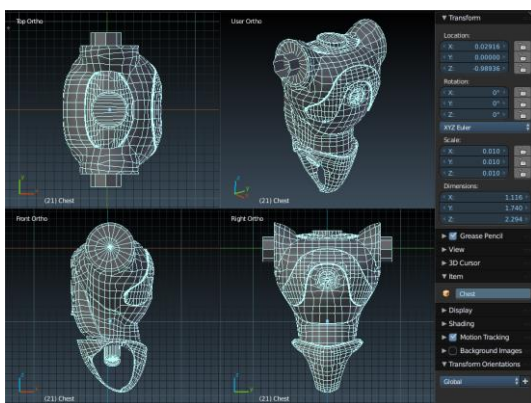 Top Ortho
(21) Chest
User Ortho
(21) Chest
Front Ortho
(21) Chest
Right Ortho
(21) Chest
Transform
Location:
X: 0.02916
Y: 0.00000
Z: -0.98936
Rotation:
X: 0°
Y: 0°
Z: 0°
XYZ Euler
Scale:
X: 0.010
Y: 0.010
Z: 0.010
Dimensions:
X: 1.116
Y: 1.740
Z: 2.294
Grease Pencil
View
3D Cursor
Item
Chest
Display
Shading
Motion Tracking
Background Images
Transform Orientations
Global